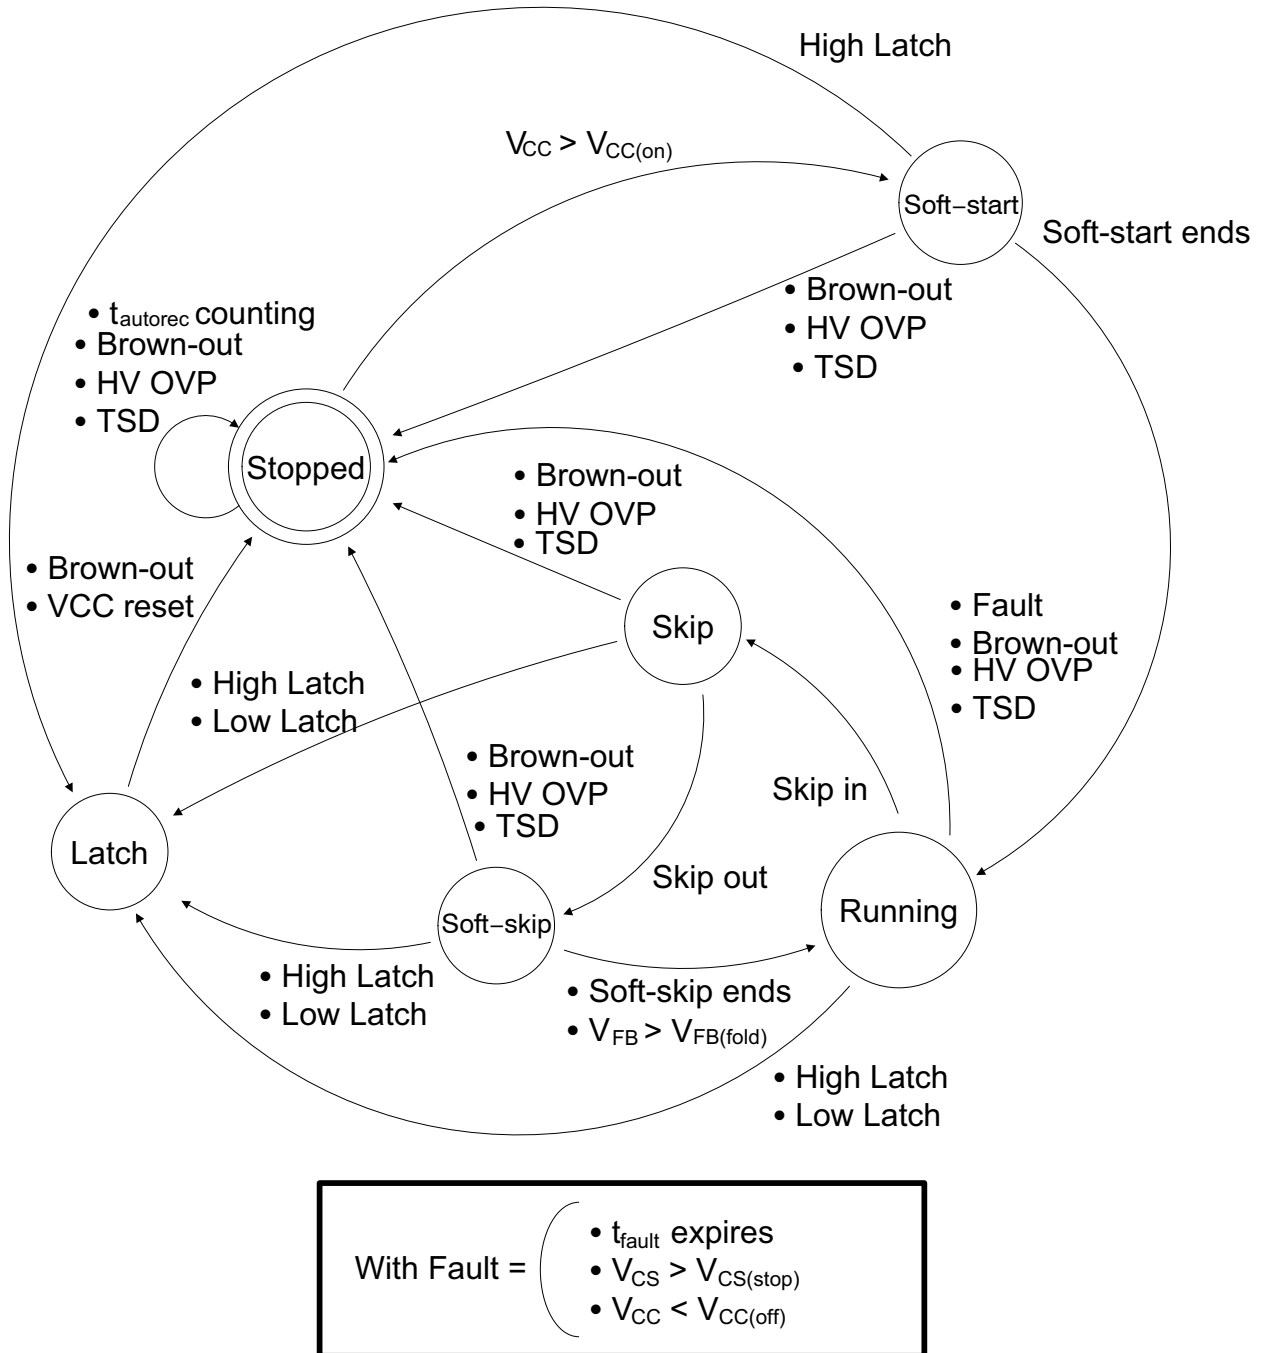 High Latch
VCC > VCC(on)
Soft−start
Soft-start ends
• Brown-out
• HV OVP
• TSD
• tautorec counting
• Brown-out
• HV OVP
• TSD
Stopped
• Brown-out
• HV OVP
• TSD
• Brown-out
• VCC reset
Skip
• Fault
• Brown-out
• HV OVP
• TSD
• High Latch
• Low Latch
• Brown-out
• HV OVP
• TSD
Skip in
Latch
Skip out
Soft−skip
Running
• High Latch
• Low Latch
• Soft-skip ends
• VFB > VFB(fold)
• High Latch
• Low Latch
With Fault =
• tfault expires
• VCS > VCS(stop)
• VCC < VCC(off)